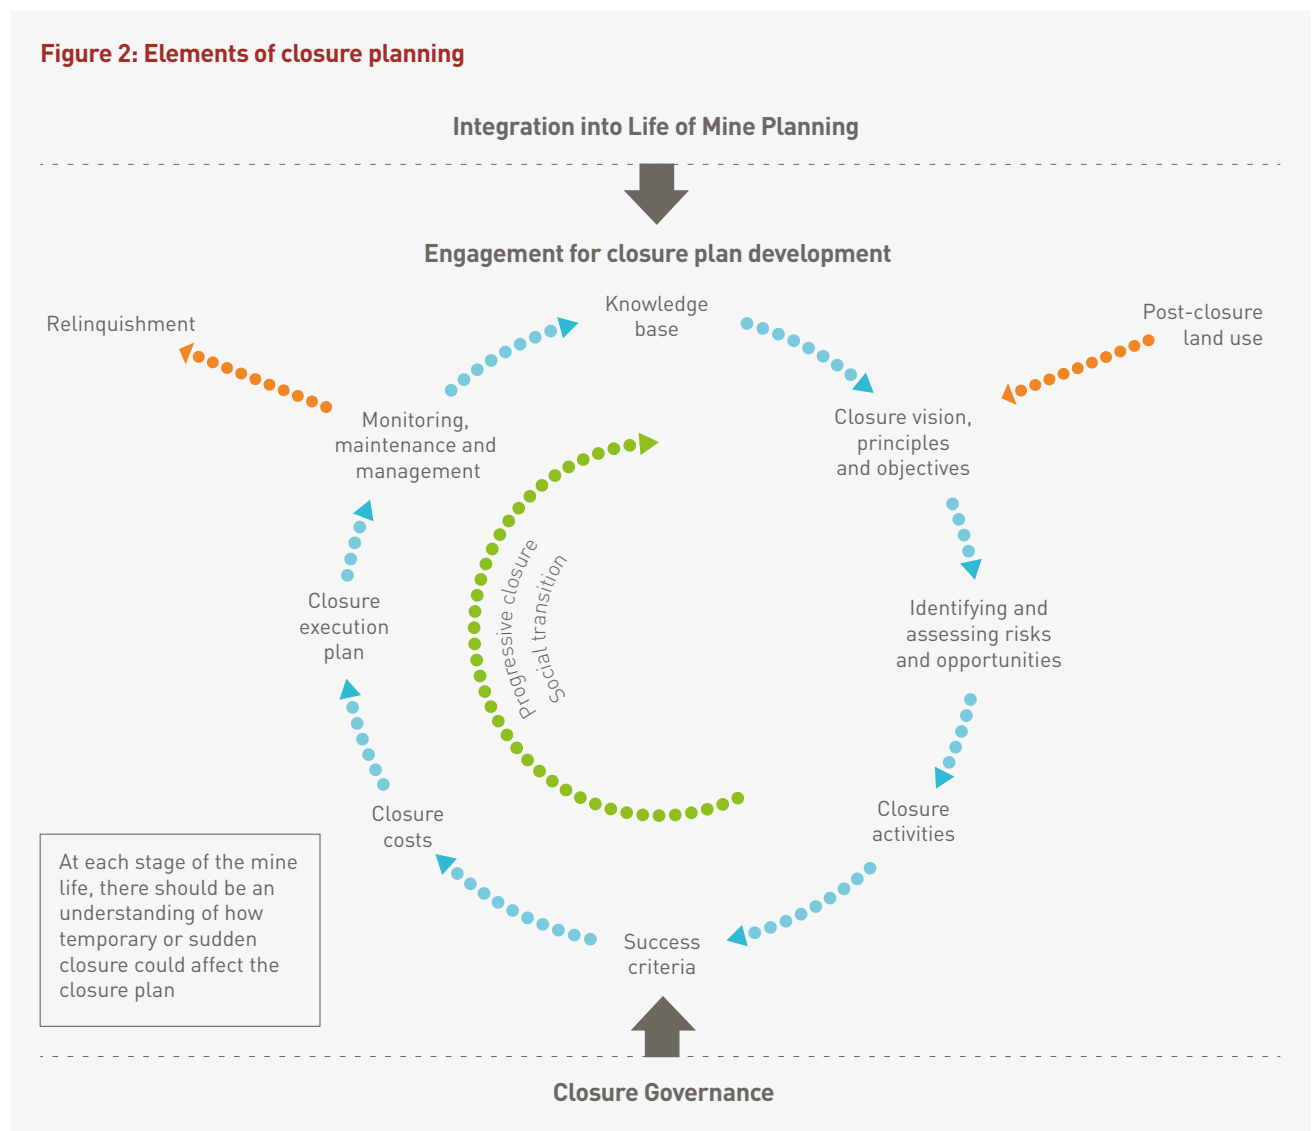 Figure 2: Elements of closure planning
Integration into Life of Mine Planning
Engagement for closure plan development
Knowledge
base
Relinquishment
Post-closure
land use
Monitoring,
maintenance and
management
Closure vision,
principles
and objectives
Progressive closure
Social transition
Closure
execution
plan
Identifying and
assessing risks
and opportunities
Closure
costs
Closure
activities
At each stage of the mine
life, there should be an
understanding of how
temporary or sudden
closure could affect the
closure plan
Success
criteria
Closure Governance